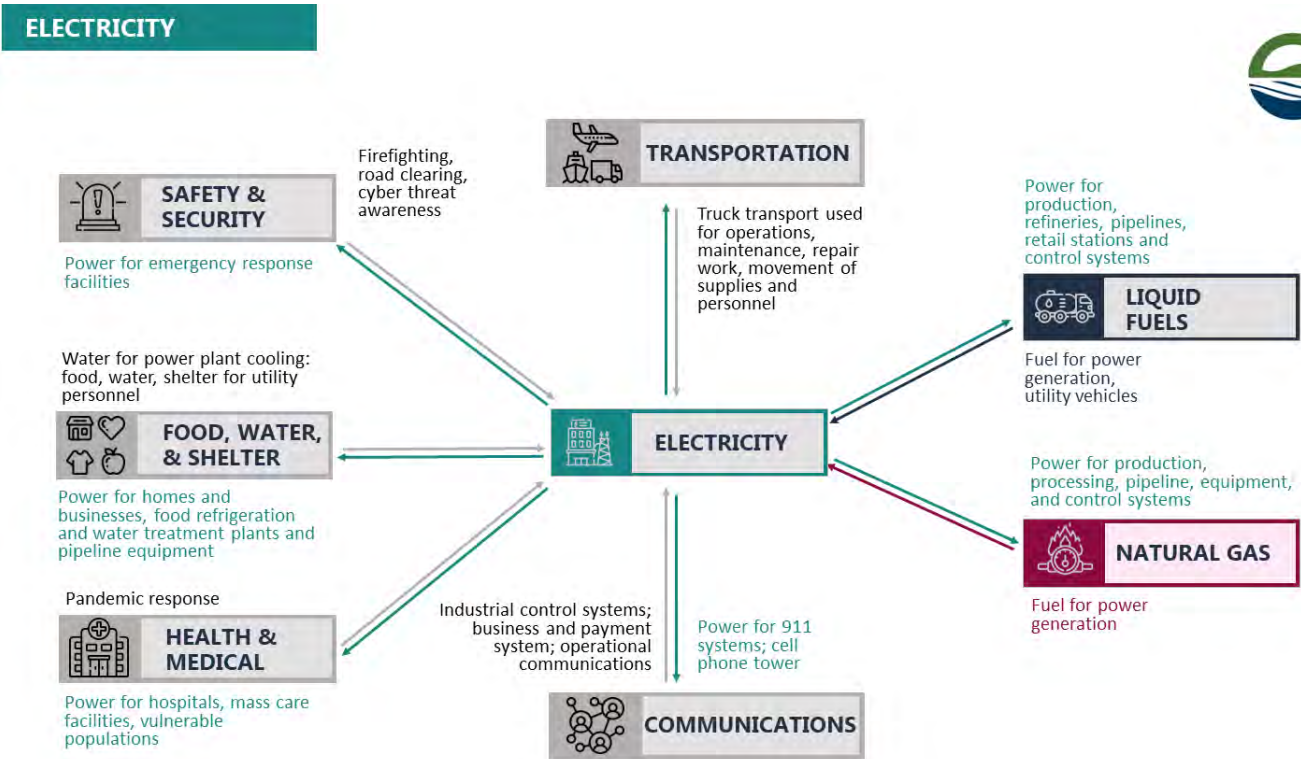 ELECTRICITY
TRANSPORTATION
Truck transport used
for operations,
maintenance, repair
work, movement of
supplies and
personnel
Firefighting,
road clearing,
cyber threat
awareness
SAFETY &
SECURITY
Power for emergency response
facilities
Power for
production,
refineries, pipelines,
retail stations and
control systems
LIQUID
FUELS
Fuel for power
generation,
utility vehicles
Water for power plant cooling:
food, water, shelter for utility
personnel
FOOD, WATER,
& SHELTER
Power for homes and
businesses, food refrigeration
and water treatment plants and
pipeline equipment
ELECTRICITY
Power for production,
processing, pipeline, equipment,
and control systems
NATURAL GAS
Fuel for power
generation
Pandemic response
HEALTH &
MEDICAL
Power for hospitals, mass care
facilities, vulnerable
populations
Industrial control systems;
business and payment
system; operational
communications
Power for 911
systems; cell
phone tower
COMMUNICATIONS